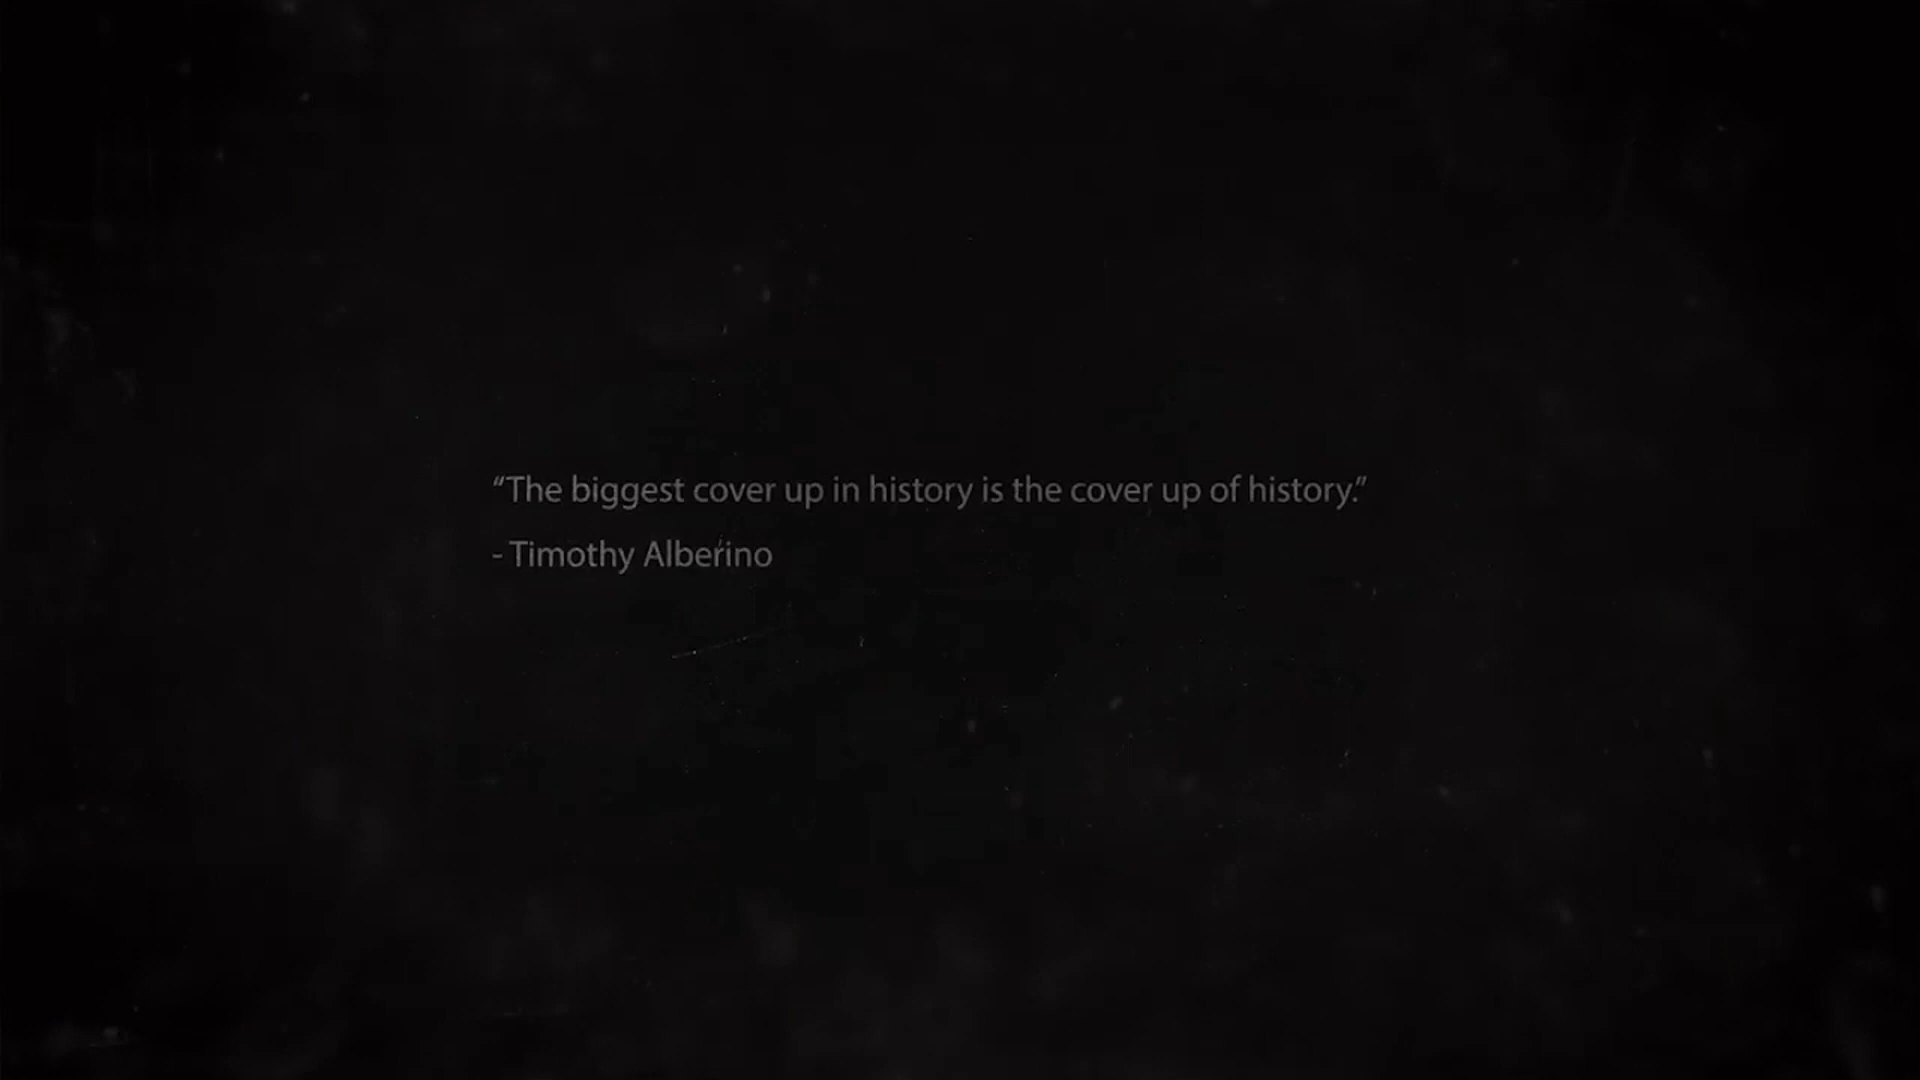 “The biggest cover up in history is the cover up of history.”
- Timothy Alberino